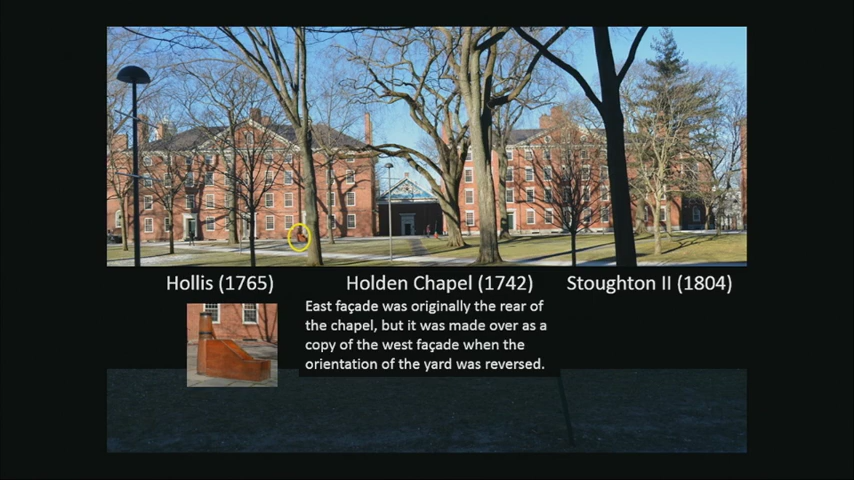 Hollis (1765)
Holden Chapel (1742)
Stoughton II (1804)
East façade was originally the rear of
the chapel, but it was made over as a
copy of the west façade when the
orientation of the yard was reversed.